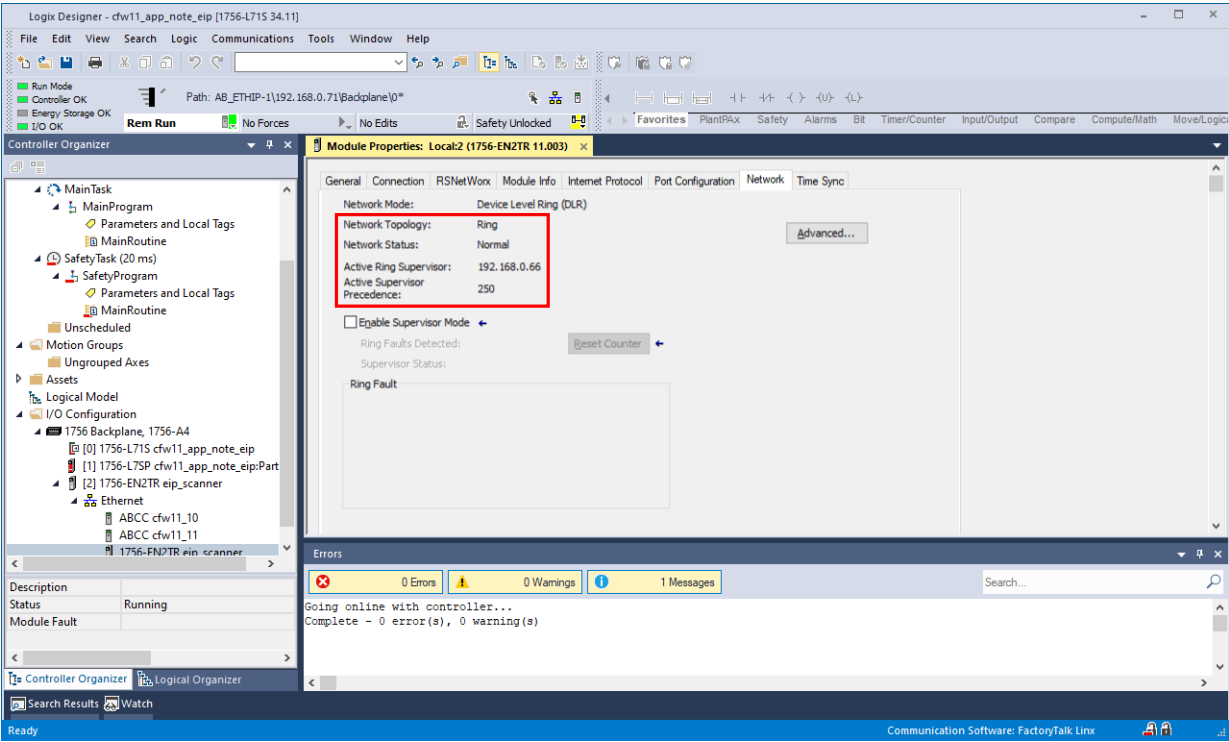 Logix Designer - cfw11_app_note_eip [1756-L71S 34.11]
File Edit View Search Logic Communications Tools Window Help
Run Mode
Controller OK
Energy Storage OK
I/O OK
Rem Run
No Forces
No Edits
Safety Unlocked
Path: AB_ETHIP-1\192.168.0.71\Backplane\0*
Favorites PlantPAx Safety Alarms Bit Timer/Counter Input/Output Compare Compute/Math Move/Logica
Controller Organizer
MainTask
MainProgram
Parameters and Local Tags
MainRoutine
SafetyTask (20 ms)
SafetyProgram
Parameters and Local Tags
MainRoutine
Unscheduled
Motion Groups
Ungrouped Axes
Assets
Logical Model
I/O Configuration
1756 Backplane, 1756-A4
[0] 1756-L71S cfw11_app_note_eip
[1] 1756-L7SP cfw11_app_note_eip:Part
[2] 1756-EN2TR eip_scanner
Ethernet
ABCC cfw11_10
ABCC cfw11_11
1756-EN2TR eip_scanner
Description
Status Running
Module Fault
Controller Organizer Logical Organizer
Module Properties: Local:2 (1756-EN2TR 11.003)
General Connection RSNetWorx Module Info Internet Protocol Port Configuration Network Time Sync
Network Mode: Device Level Ring (DLR)
Network Topology: Ring
Network Status: Normal
Active Ring Supervisor: 192.168.0.66
Active Supervisor
Precedence: 250
Advanced...
Enable Supervisor Mode
Ring Faults Detected: Reset Counter
Supervisor Status:
Ring Fault
Errors
0 Errors 0 Warnings 1 Messages Search...
Going online with controller...
Complete - 0 error(s), 0 warning(s)
Search Results Watch
Ready Communication Software: FactoryTalk Linx